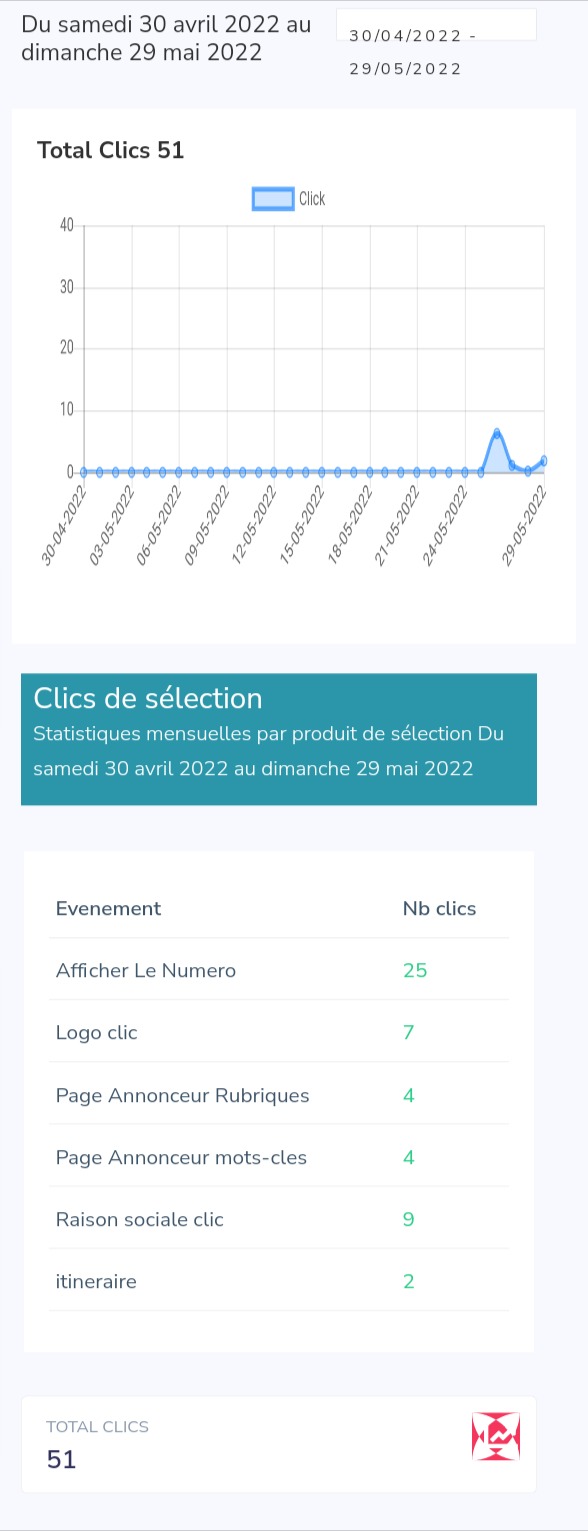 Du samedi 30 avril 2022 au
dimanche 29 mai 2022
30/04/2022 -
29/05/2022
Total Clics 51
Click
40
30
20
10
0
30-04-2022
03-05-2022
06-05-2022
09-05-2022
12-05-2022
15-05-2022
18-05-2022
21-05-2022
24-05-2022
29-05-2022
Clics de sélection
Statistiques mensuelles par produit de sélection Du
samedi 30 avril 2022 au dimanche 29 mai 2022
Evenement Nb clics
Afficher Le Numero 25
Logo clic 7
Page Annonceur Rubriques 4
Page Annonceur mots-cles 4
Raison sociale clic 9
itineraire 2
TOTAL CLICS
51